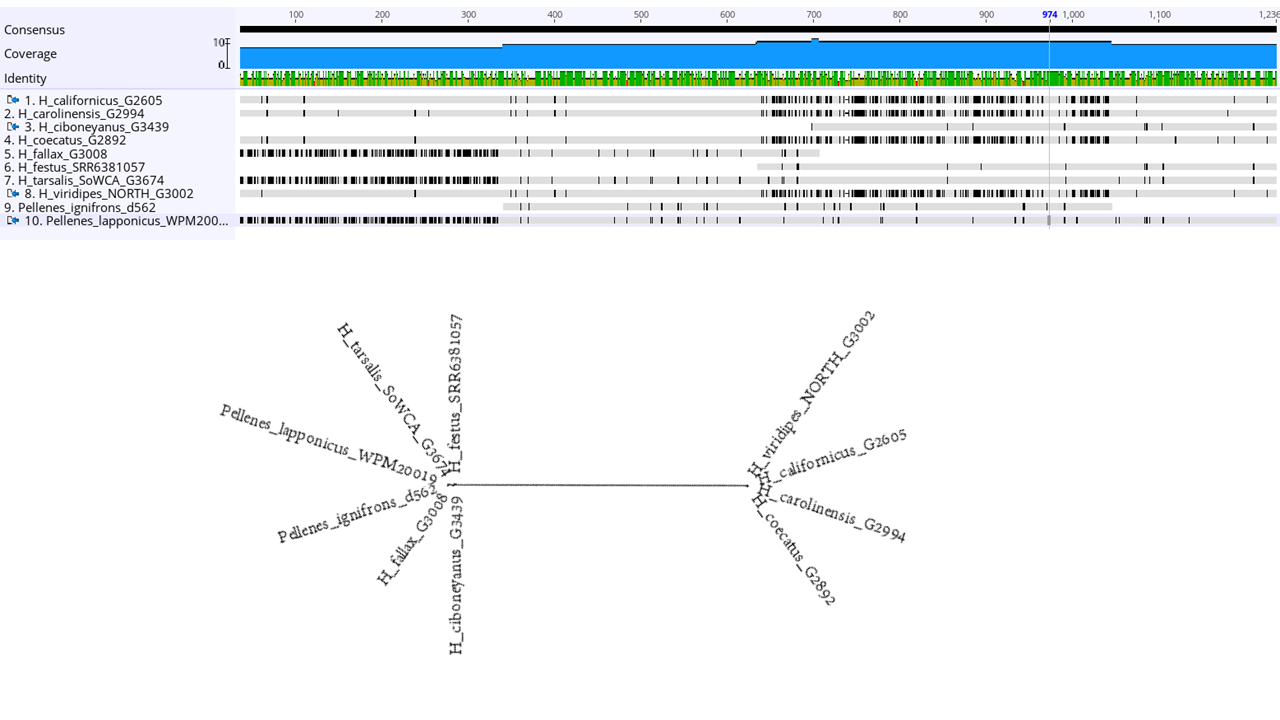 100 200 300 400 500 600 700 800 900 974 1,000 1,100 1,236
Consensus
Coverage 10 0
Identity
1. H_californicus_G2605
2. H_carolinensis_G2994
3. H_ciboneyanus_G3439
4. H_coecatus_G2892
5. H_fallax_G3008
6. H_festus_SRR6381057
7. H_tarsalis_SoWCA_G3674
8. H_viridipes_NORTH_G3002
9. Pellenes_ignifrons_d562
10. Pellenes_lapponicus_WPM200...
H_tarsalis_SoWCA_G3674
H_festus_SRR6381057
H_viridipes_NORTH_G3002
Pellenes_lapponicus_WPM20019
H_californicus_G2605
Pellenes_ignifrons_d562
H_carolinensis_G2994
H_fallax_G3008
H_ciboneyanus_G3439
H_coecatus_G2892